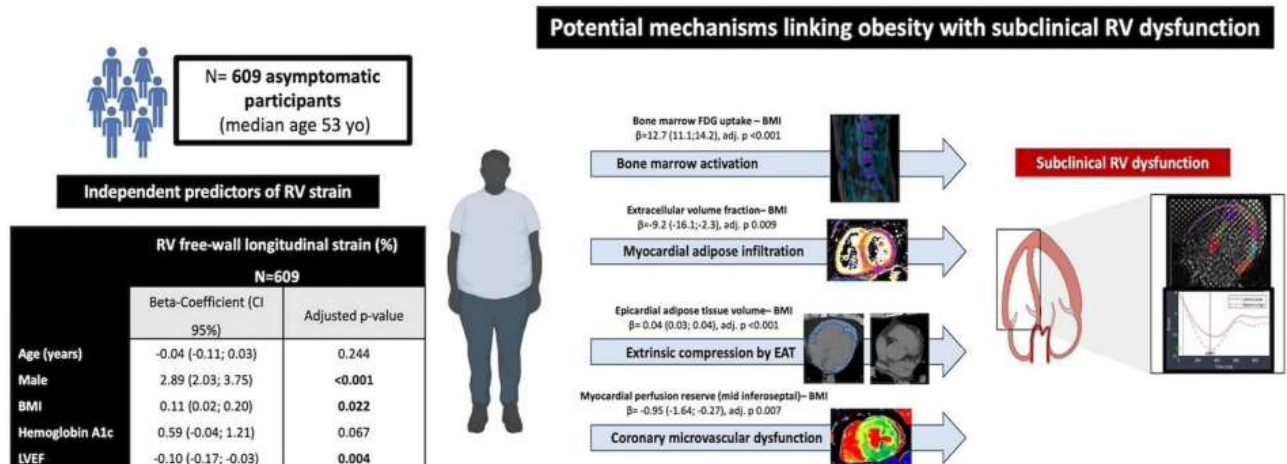 Potential mechanisms linking obesity with subclinical RV dysfunction
N= 609 asymptomatic
participants
(median age 53 yo)
Independent predictors of RV strain
RV free-wall longitudinal strain (%)
N=609
Beta-Coefficient (CI
95%)
Adjusted p-value
Age (years) -0.04 (-0.11; 0.03) 0.244
Male 2.89 (2.03; 3.75) <0.001
BMI 0.11 (0.02; 0.20) 0.022
Hemoglobin A1c 0.59 (-0.04; 1.21) 0.067
LVEF -0.10 (-0.17; -0.03) 0.004
Bone marrow FDG uptake – BMI
β=12.7 (11.1;14.2), adj. p <0.001
Bone marrow activation
Extracellular volume fraction– BMI
β=-9.2 (-16.1;-2.3), adj. p 0.009
Myocardial adipose infiltration
Epicardial adipose tissue volume– BMI
β= 0.04 (0.03; 0.04), adj. p <0.001
Extrinsic compression by EAT
Myocardial perfusion reserve (mid inferoseptal)– BMI
β= -0.95 (-1.64; -0.27), adj. p 0.007
Coronary microvascular dysfunction
Subclinical RV dysfunction